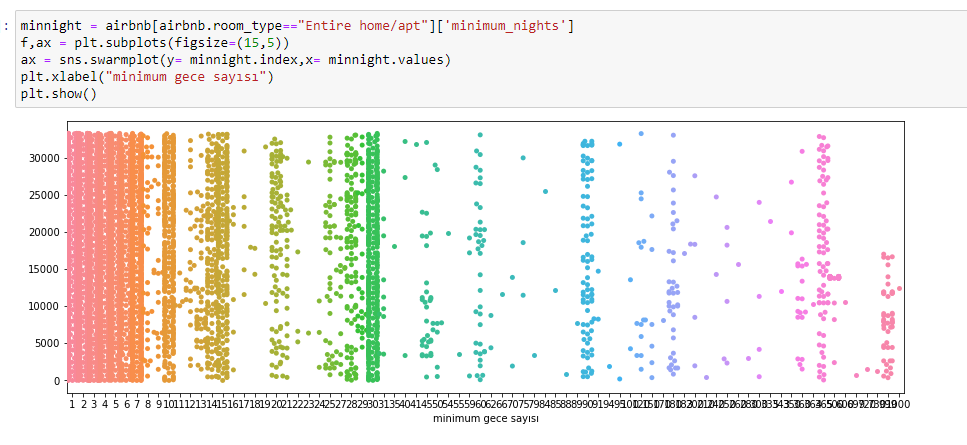 :
minnight = airbnb[airbnb.room_type=="Entire home/apt"]['minimum_nights']
f,ax = plt.subplots(figsize=(15,5))
ax = sns.swarmplot(y= minnight.index,x= minnight.values)
plt.xlabel("minimum gece sayısı")
plt.show()
30000
25000
20000
15000
10000
5000
0
1 2 3 4 5 6 7 8 9 10 11 12 13 14 15 16 17 18 19 20 21 22 23 24 25 26 27 28 29 30
minimum gece sayısı